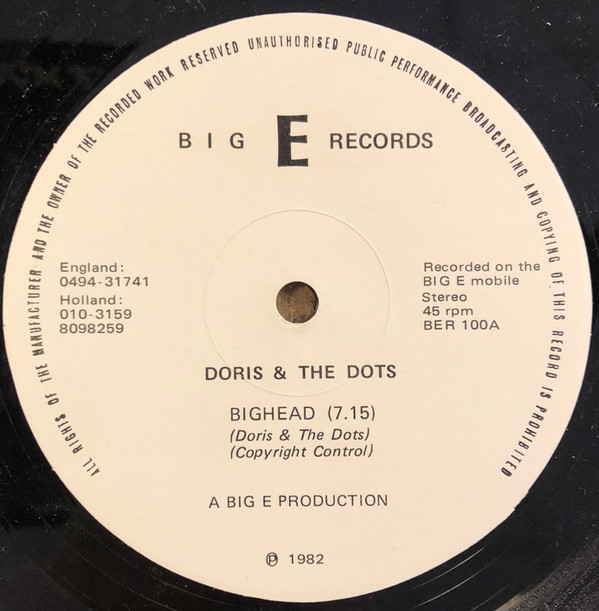 ALL RIGHTS OF THE MANUFACTURER AND THE OWNER OF THE RECORDED WORK RESERVED UNAUTHORISED PUBLIC PERFORMANCE BROADCASTING AND COPYING OF THIS RECORD IS PROHIBITED
BIG E RECORDS
England:
0494-31741
Holland:
010-3159
8098259
Recorded on the
BIG E mobile
Stereo
45 rpm
BER 100A
DORIS & THE DOTS
BIGHEAD (7.15)
(Doris & The Dots)
(Copyright Control)
A BIG E PRODUCTION
℗ 1982